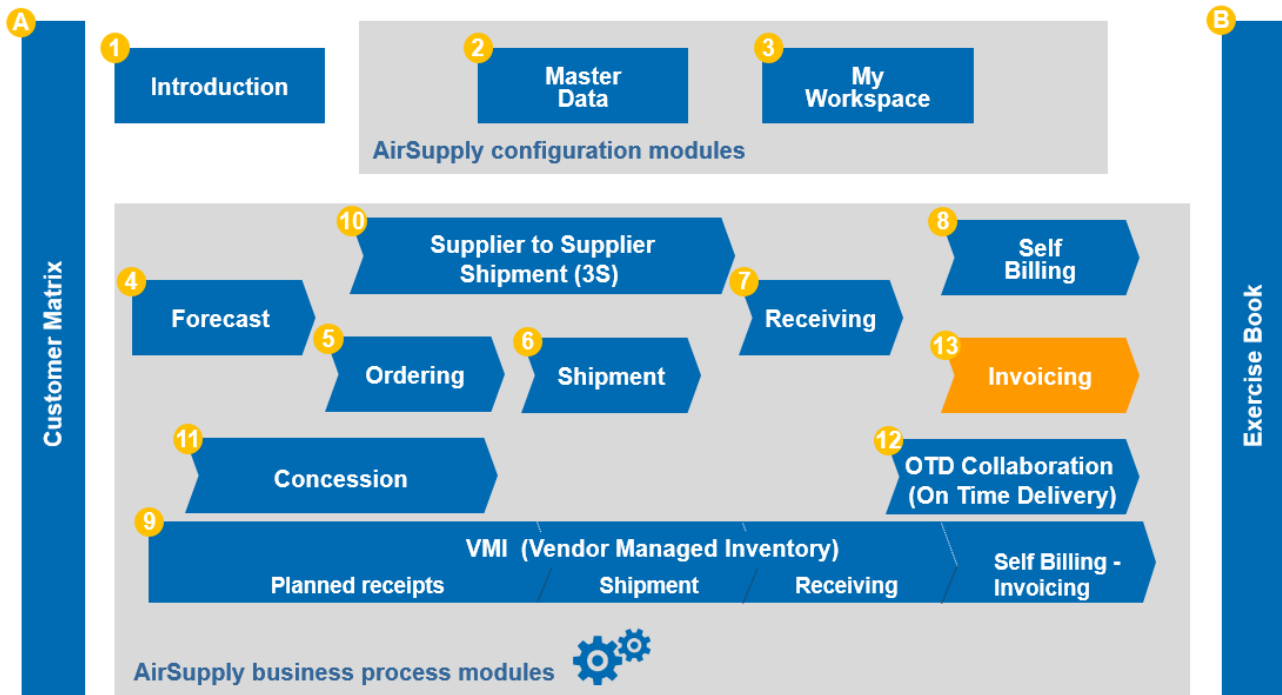 A
Customer Matrix
1
Introduction
2
Master
Data
3
My
Workspace
AirSupply configuration modules
B
Exercise Book
10
Supplier to Supplier
Shipment (3S)
8
Self
Billing
4
Forecast
7
Receiving
5
Ordering
6
Shipment
13
Invoicing
11
Concession
12
OTD Collaboration
(On Time Delivery)
9
VMI (Vendor Managed Inventory)
Planned receipts
Shipment
Receiving
Self Billing -
Invoicing
AirSupply business process modules